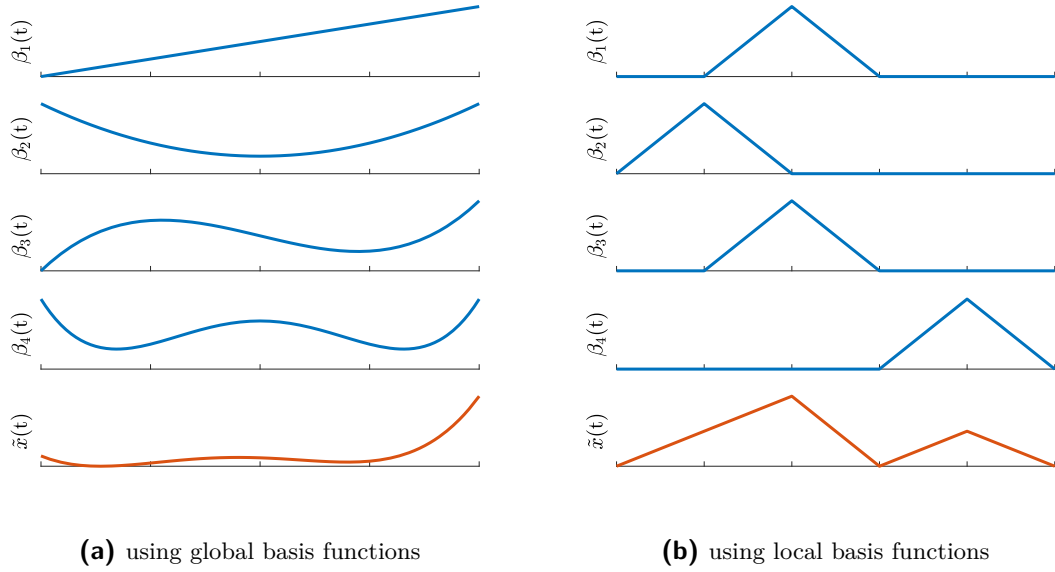 β₁(t)
β₂(t)
β₃(t)
β₄(t)
x̃(t)
(a) using global basis functions
β₁(t)
β₂(t)
β₃(t)
β₄(t)
x̃(t)
(b) using local basis functions